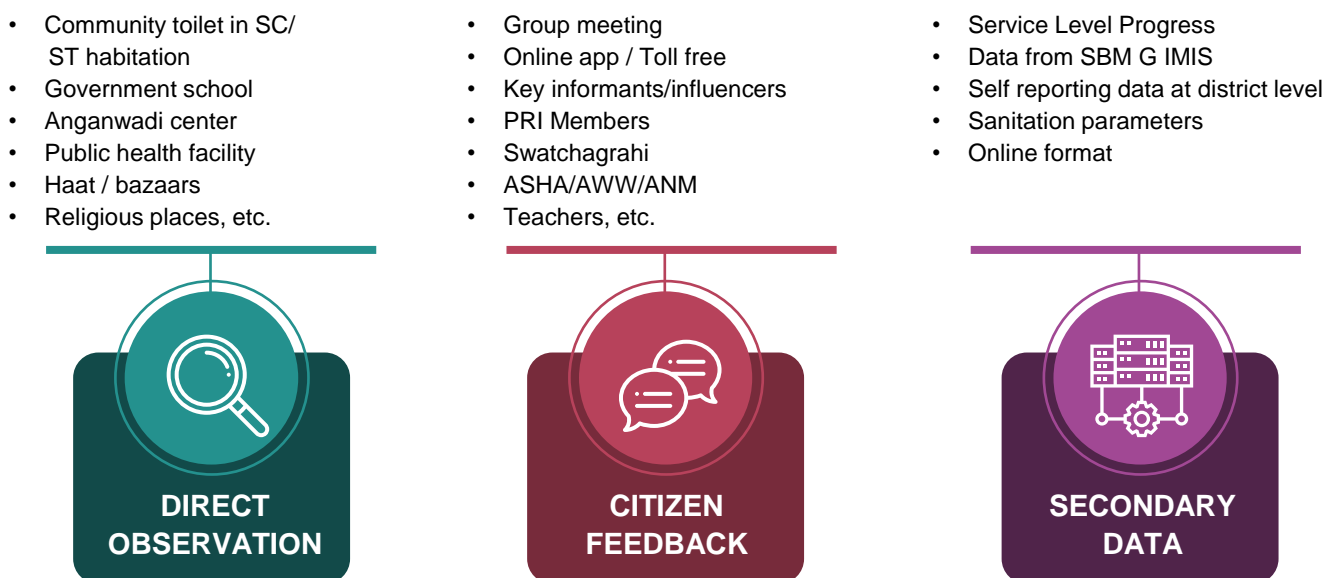 • Community toilet in SC/
ST habitation
• Government school
• Anganwadi center
• Public health facility
• Haat / bazaars
• Religious places, etc.
DIRECT
OBSERVATION
• Group meeting
• Online app / Toll free
• Key informants/influencers
• PRI Members
• Swatchagrahi
• ASHA/AWW/ANM
• Teachers, etc.
CITIZEN
FEEDBACK
• Service Level Progress
• Data from SBM G IMIS
• Self reporting data at district level
• Sanitation parameters
• Online format
SECONDARY
DATA